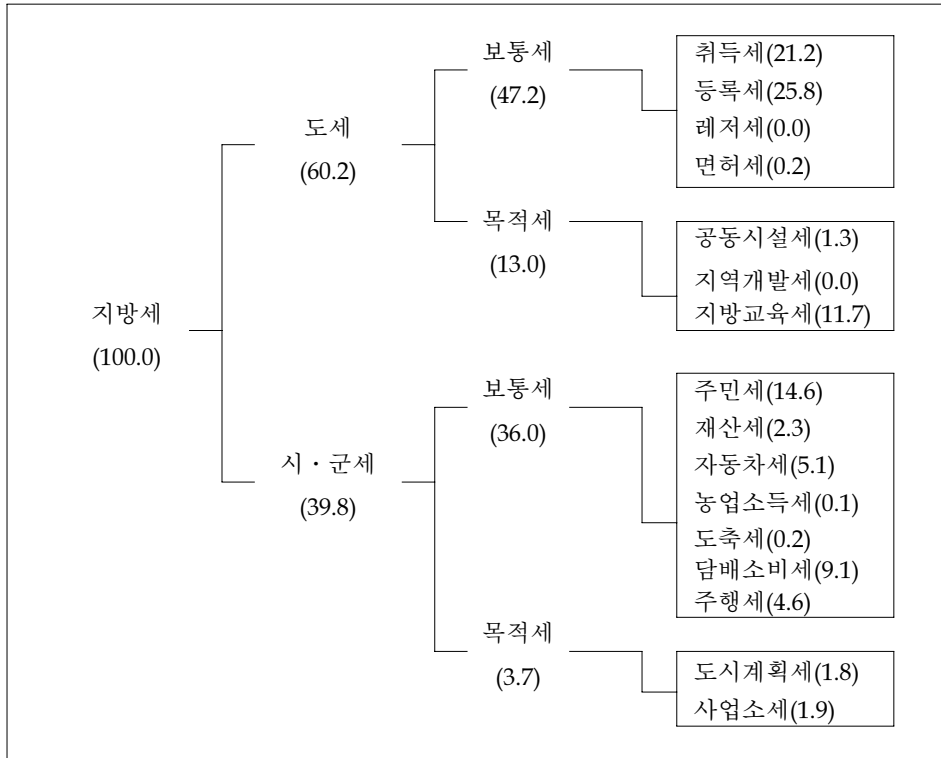 지방세
(100.0)
도세
(60.2)
보통세
(47.2)
취득세(21.2)
등록세(25.8)
레저세(0.0)
면허세(0.2)
목적세
(13.0)
공동시설세(1.3)
지역개발세(0.0)
지방교육세(11.7)
시・군세
(39.8)
보통세
(36.0)
주민세(14.6)
재산세(2.3)
자동차세(5.1)
농업소득세(0.1)
도축세(0.2)
담배소비세(9.1)
주행세(4.6)
목적세
(3.7)
도시계획세(1.8)
사업소세(1.9)